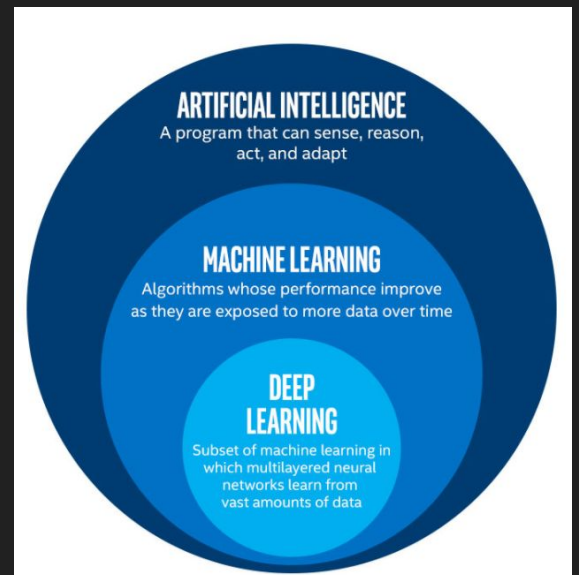 ARTIFICIAL INTELLIGENCE
A program that can sense, reason,
act, and adapt
MACHINE LEARNING
Algorithms whose performance improve
as they are exposed to more data over time
DEEP
LEARNING
Subset of machine learning in
which multilayered neural
networks learn from
vast amounts of data